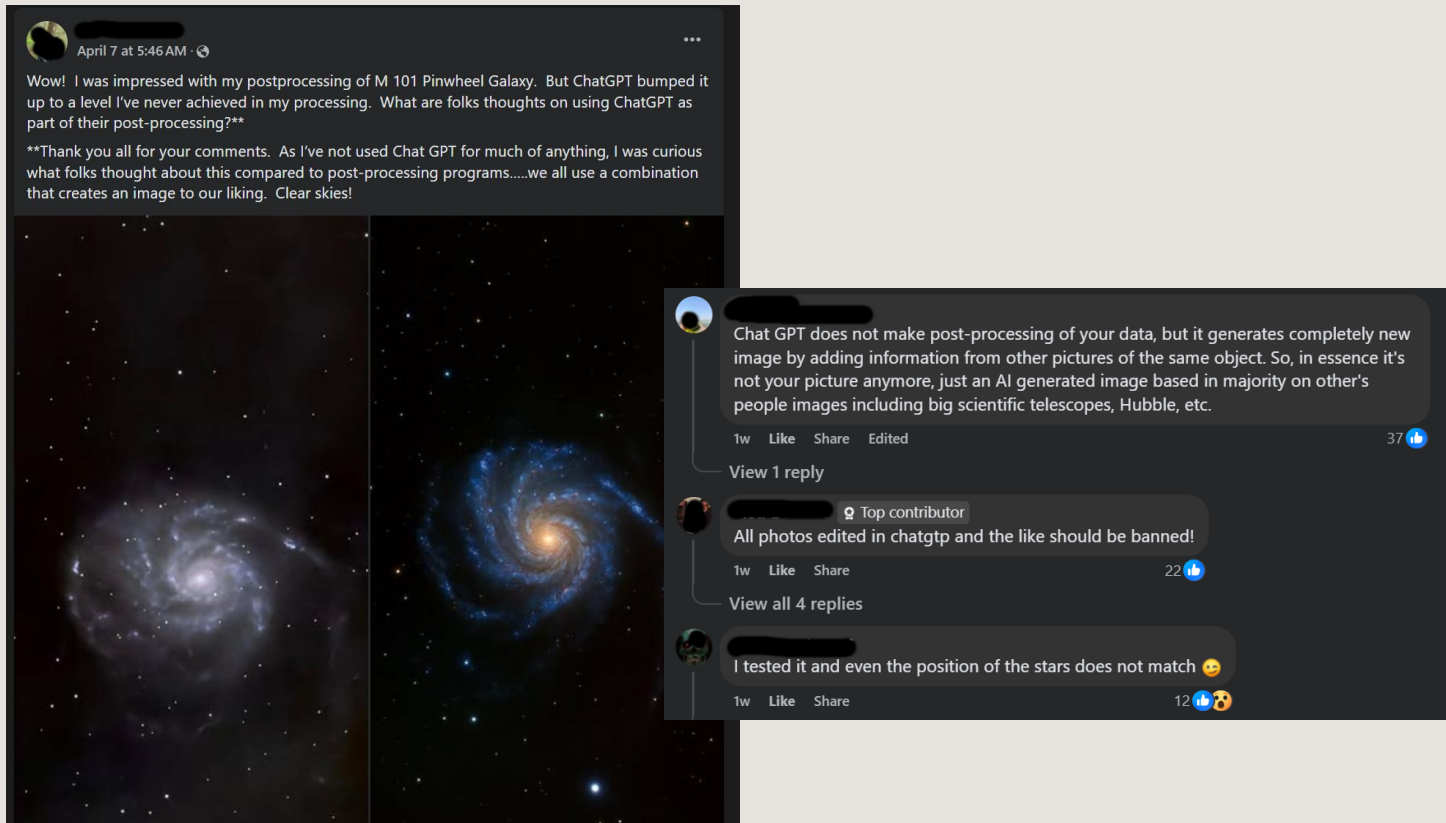 April 7 at 5:46 AM ·
Wow! I was impressed with my postprocessing of M 101 Pinwheel Galaxy. But ChatGPT bumped it
up to a level I've never achieved in my processing. What are folks thoughts on using ChatGPT as
part of their post-processing?**
**Thank you all for your comments. As I've not used Chat GPT for much of anything, I was curious
what folks thought about this compared to post-processing programs.....we all use a combination
that creates an image to our liking. Clear skies!
Chat GPT does not make post-processing of your data, but it generates completely new
image by adding information from other pictures of the same object. So, in essence it's
not your picture anymore, just an AI generated image based in majority on other's
people images including big scientific telescopes, Hubble, etc.
1w Like Share Edited 37
View 1 reply
Top contributor
All photos edited in chatgtp and the like should be banned!
1w Like Share 22
View all 4 replies
I tested it and even the position of the stars does not match 😉
1w Like Share 12